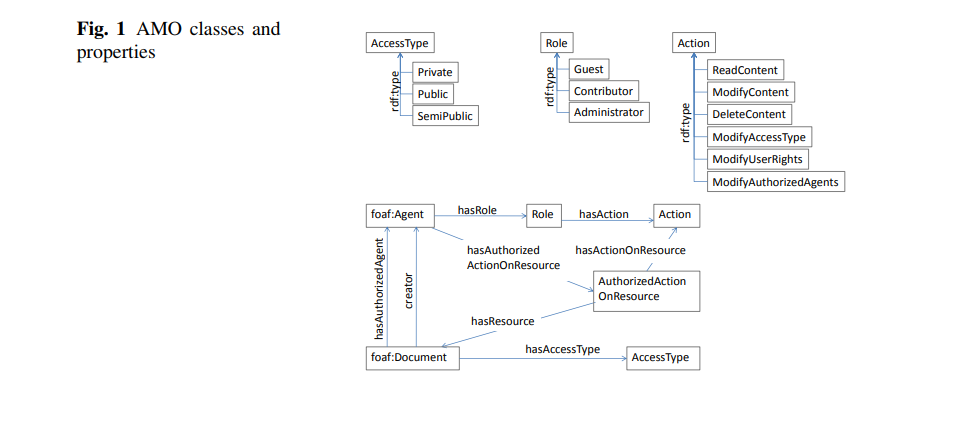 Fig. 1 AMO classes and
properties
AccessType
rdf:type
Private
Public
SemiPublic
Role
rdf:type
Guest
Contributor
Administrator
Action
rdf:type
ReadContent
ModifyContent
DeleteContent
ModifyAccessType
ModifyUserRights
ModifyAuthorizedAgents
foaf:Agent
hasRole
Role
hasAction
Action
hasAuthorizedAgent
creator
hasAuthorized
ActionOnResource
hasActionOnResource
AuthorizedAction
OnResource
hasResource
foaf:Document
hasAccessType
AccessType